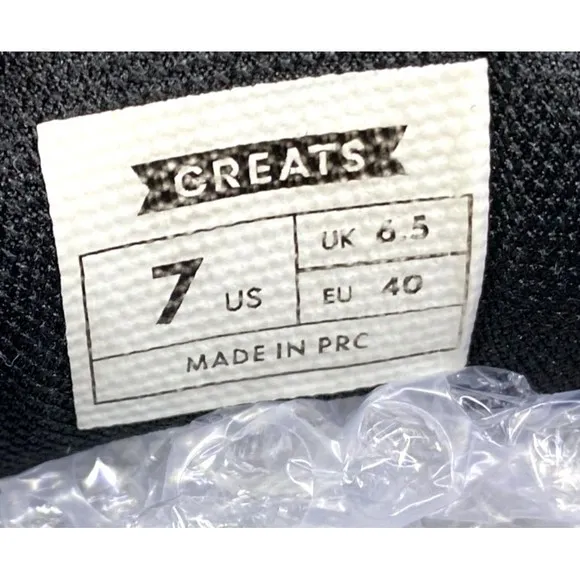 GREATS
7 US
UK 6.5
EU 40
MADE IN PRC